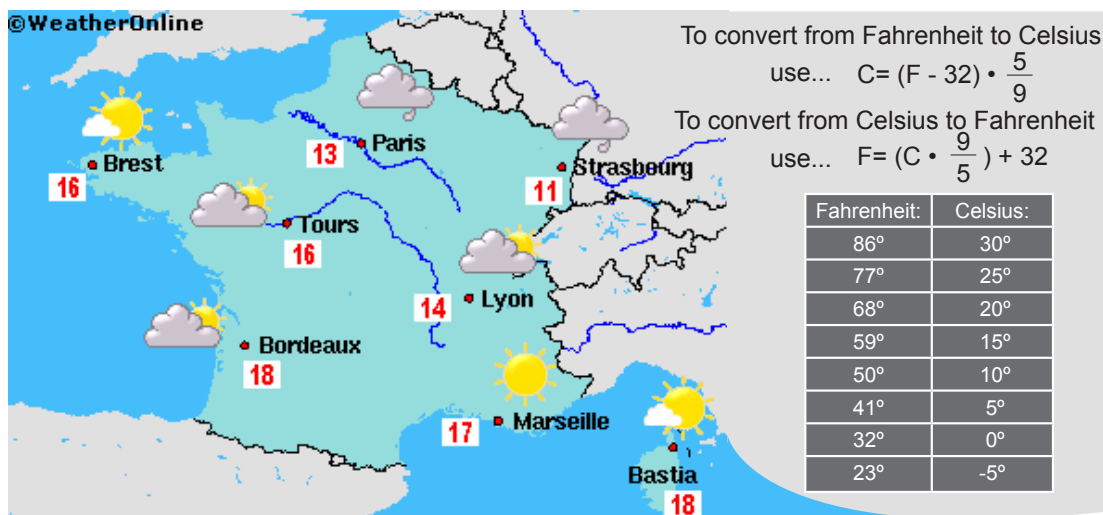 ©WeatherOnline
To convert from Fahrenheit to Celsius
use... C= (F - 32) • 5/9
To convert from Celsius to Fahrenheit
use... F= (C • 9/5 ) + 32
Brest
16
13
Paris
Strasbourg
11
Tours
16
Lyon
14
Bordeaux
18
Marseille
17
Bastia
18
Fahrenheit: Celsius:
86º 30º
77º 25º
68º 20º
59º 15º
50º 10º
41º 5º
32º 0º
23º -5º